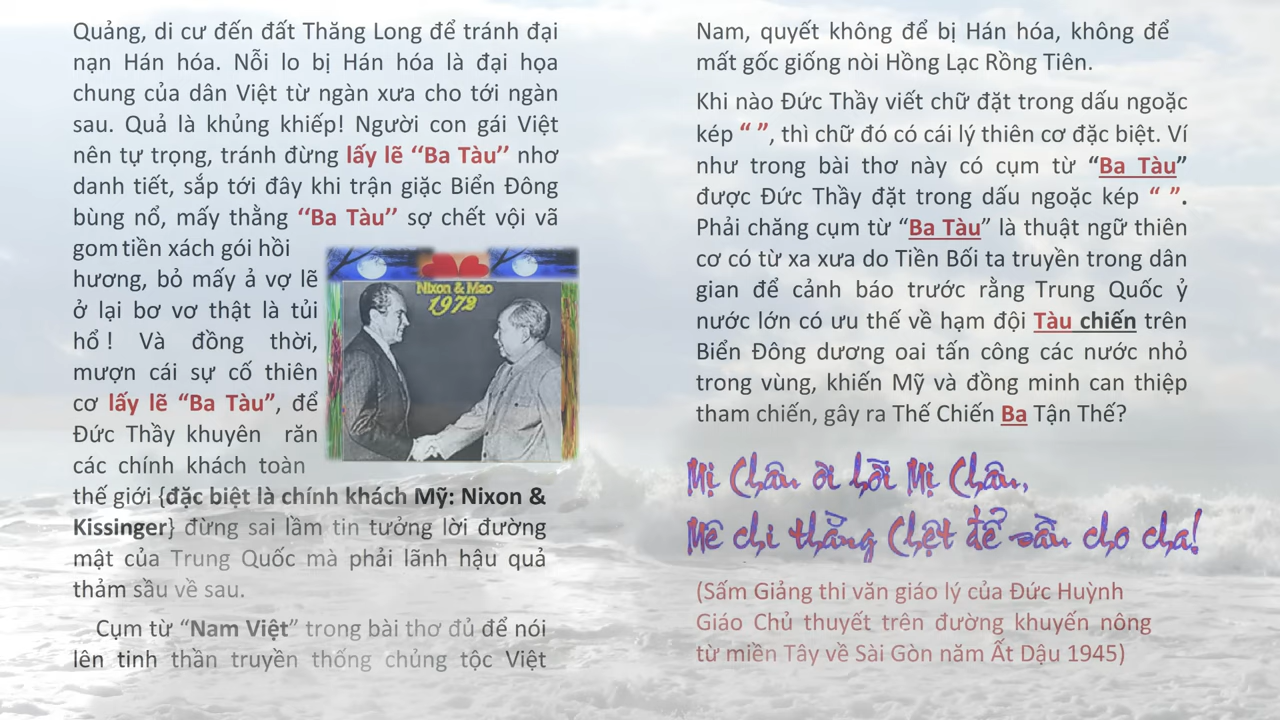 Quảng, di cư đến đất Thăng Long để tránh đại
nạn Hán hóa. Nỗi lo bị Hán hóa là đại họa
chung của dân Việt từ ngàn xưa cho tới ngàn
sau. Quả là khủng khiếp! Người con gái Việt
nên tự trọng, tránh đừng lấy lẽ ‘‘Ba Tàu’’ nhơ
danh tiết, sắp tới đây khi trận giặc Biển Đông
bùng nổ, mấy thằng ‘‘Ba Tàu’’ sợ chết vội vã
gom tiền xách gói hồi
hương, bỏ mấy ả vợ lẽ
ở lại bơ vơ thật là tủi
hổ ! Và đồng thời,
mượn cái sự cố thiên
cơ lấy lẽ “Ba Tàu”, để
Đức Thầy khuyên răn
các chính khách toàn
thế giới {đặc biệt là chính khách Mỹ: Nixon &
Kissinger} đừng sai lầm tin tưởng lời đường
mật của Trung Quốc mà phải lãnh hậu quả
thảm sầu về sau.
Cụm từ “Nam Việt” trong bài thơ đủ để nói
lên tinh thần truyền thống chủng tộc Việt
Nixon & Mao
1972
Nam, quyết không để bị Hán hóa, không để
mất gốc giống nòi Hồng Lạc Rồng Tiên.
Khi nào Đức Thầy viết chữ đặt trong dấu ngoặc
kép “ ”, thì chữ đó có cái lý thiên cơ đặc biệt. Ví
như trong bài thơ này có cụm từ “Ba Tàu”
được Đức Thầy đặt trong dấu ngoặc kép “ ”.
Phải chăng cụm từ “Ba Tàu” là thuật ngữ thiên
cơ có từ xa xưa do Tiền Bối ta truyền trong dân
gian để cảnh báo trước rằng Trung Quốc ỷ
nước lớn có ưu thế về hạm đội Tàu chiến trên
Biển Đông dương oai tấn công các nước nhỏ
trong vùng, khiến Mỹ và đồng minh can thiệp
tham chiến, gây ra Thế Chiến Ba Tận Thế?
Mị Châu ôi hỡi Mị Châu,
Mê chi thằng Chệt để sầu cho cha!
(Sấm Giảng thi văn giáo lý của Đức Huỳnh
Giáo Chủ thuyết trên đường khuyến nông
từ miền Tây về Sài Gòn năm Ất Dậu 1945)